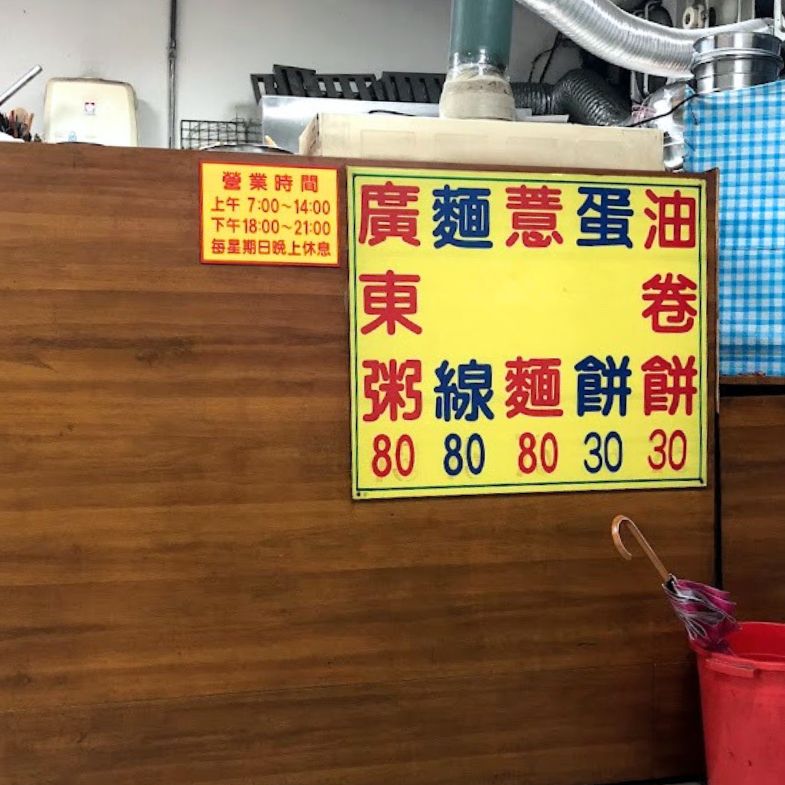 營業時間
上午 7:00～14:00
下午18:00～21:00
每星期日晚上休息
廣東粥 80
麵線 80
薏麵 80
蛋餅 30
油卷餅 30